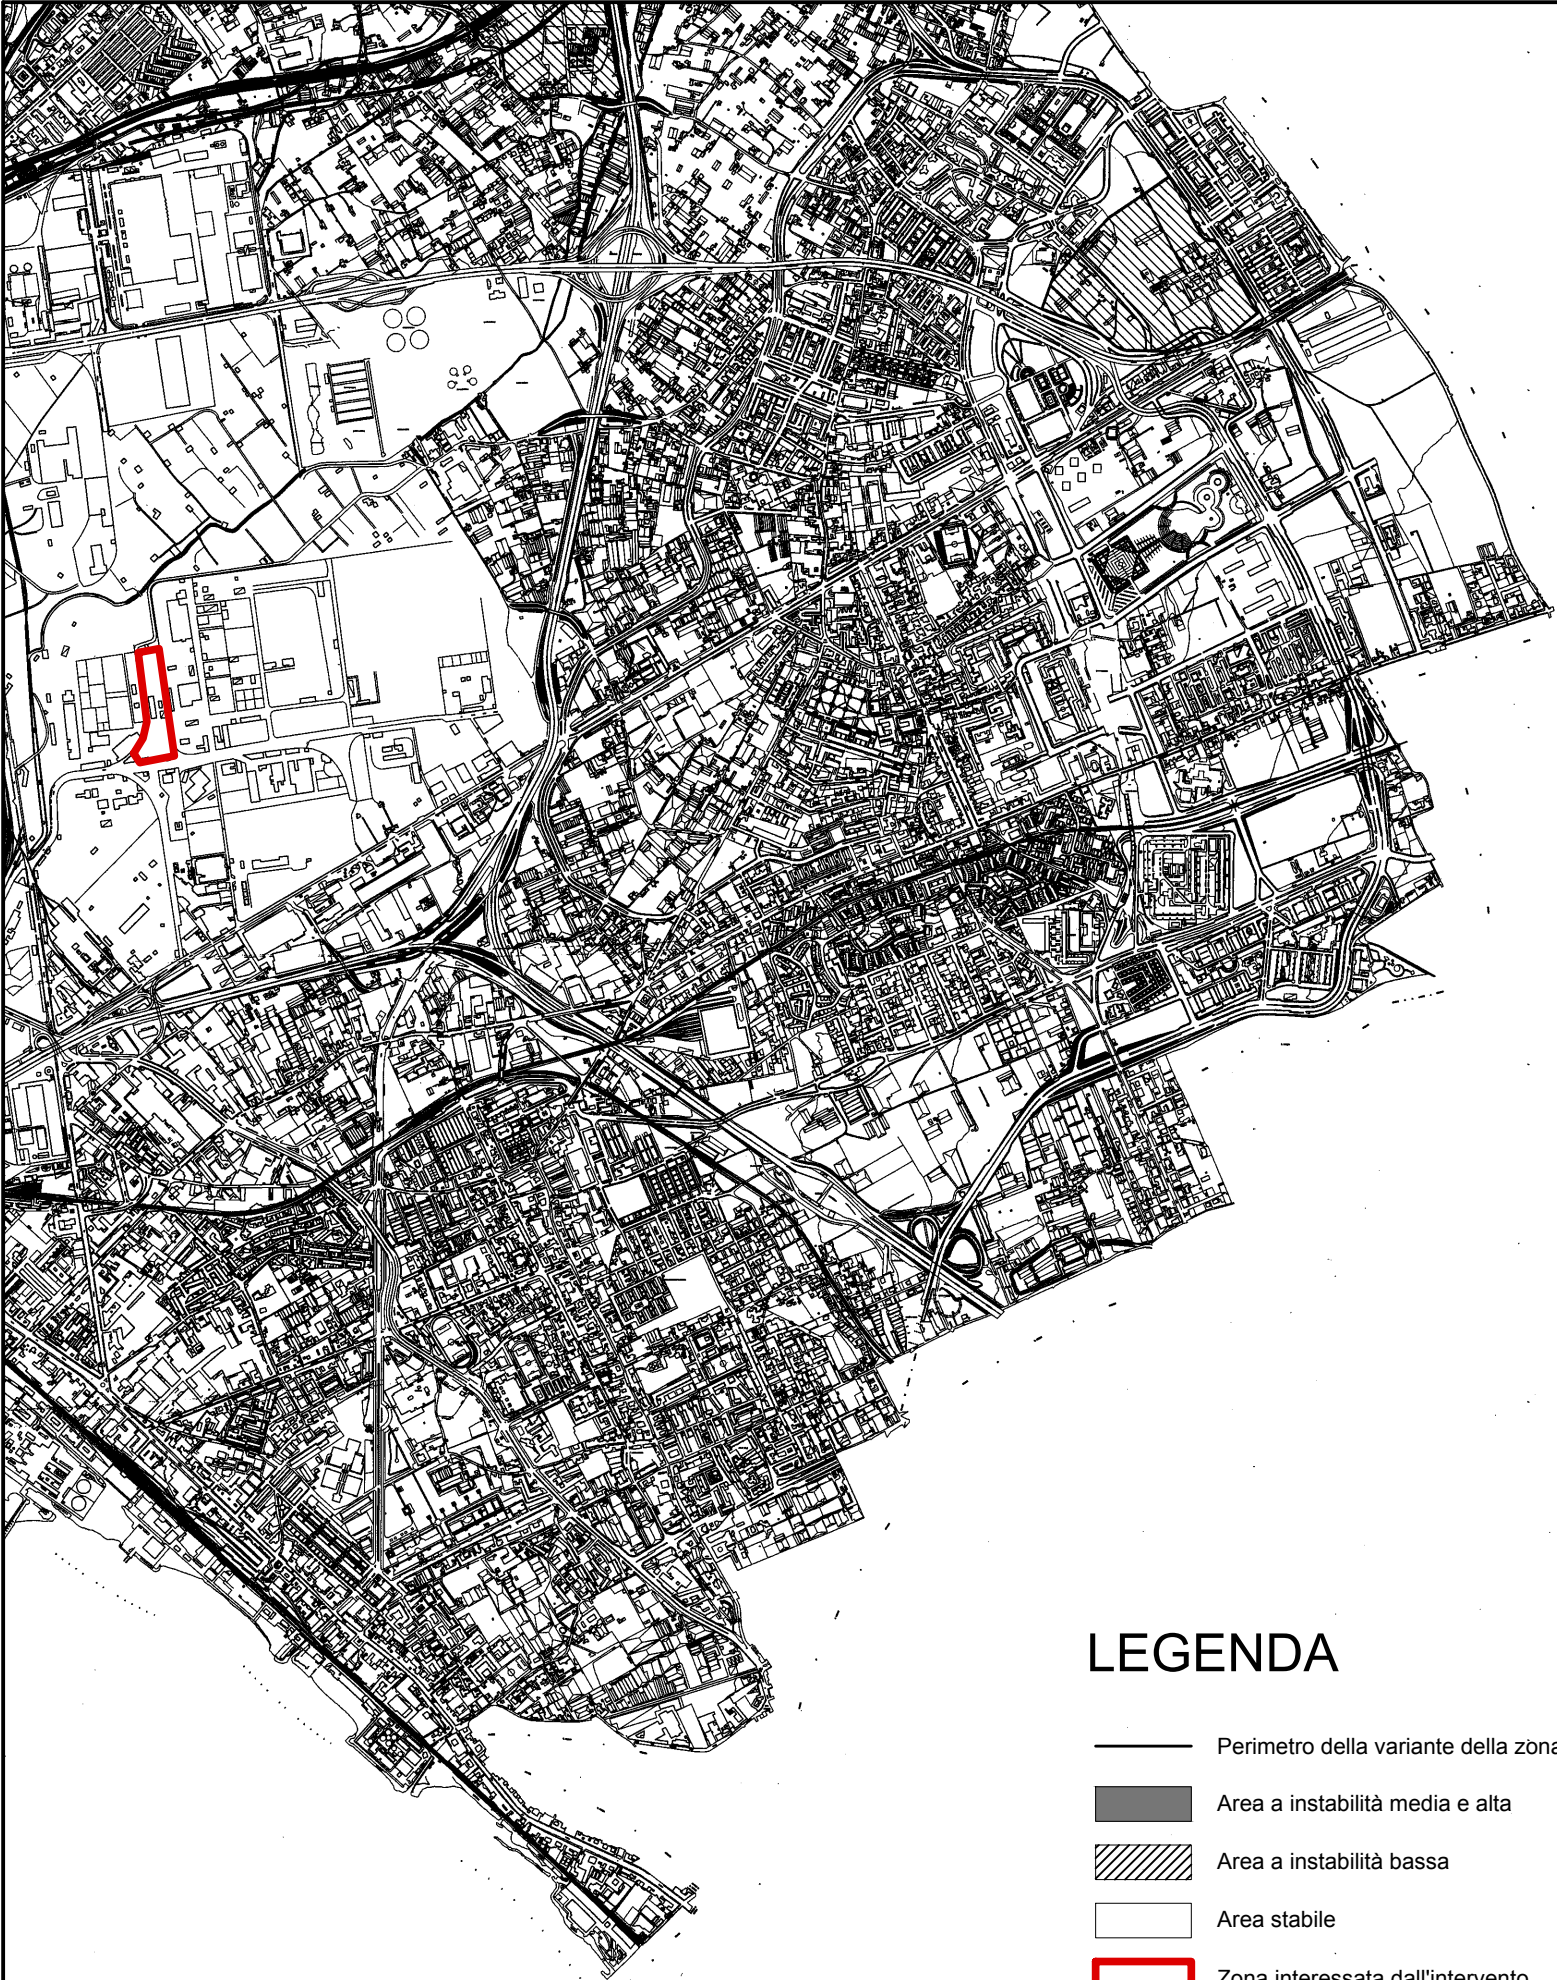 LEGENDA
Perimetro della variante della zona
Area a instabilità media e alta
Area a instabilità bassa
Area stabile
Zona interessata dall'intervento